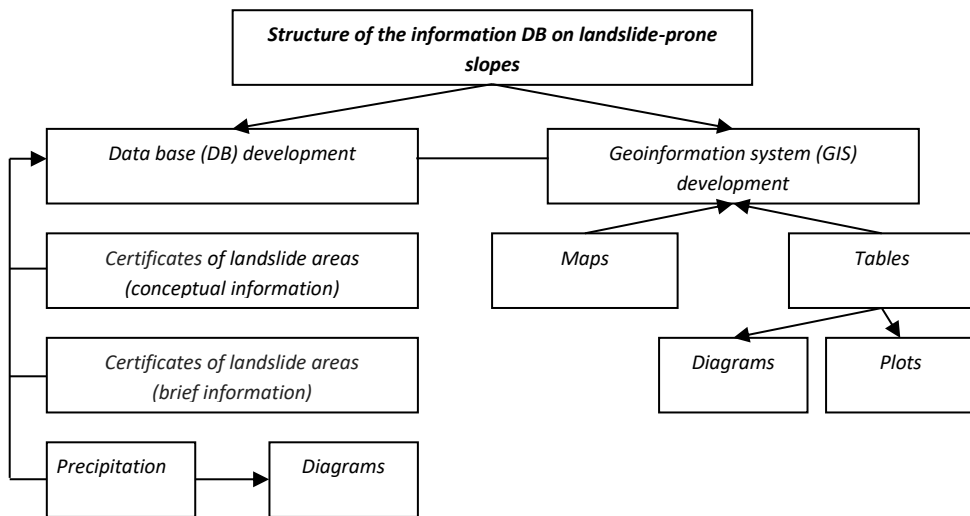 Structure of the information DB on landslide-prone
slopes
Data base (DB) development
Geoinformation system (GIS)
development
Certificates of landslide areas
(conceptual information)
Maps
Tables
Certificates of landslide areas
(brief information)
Diagrams
Plots
Precipitation
Diagrams